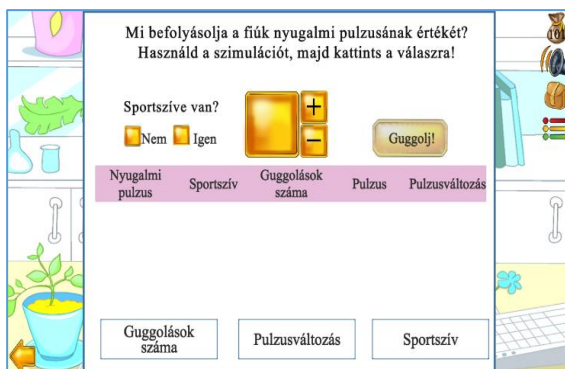 Mi befolyásolja a fiúk nyugalmi pulzusának értékét?
Használd a szimulációt, majd kattints a válaszra!
Sportszíve van?
Nem Igen
+
−
Guggolj!
Nyugalmi pulzus
Sportszív
Guggolások száma
Pulzus
Pulzusváltozás
Guggolások száma
Pulzusváltozás
Sportszív